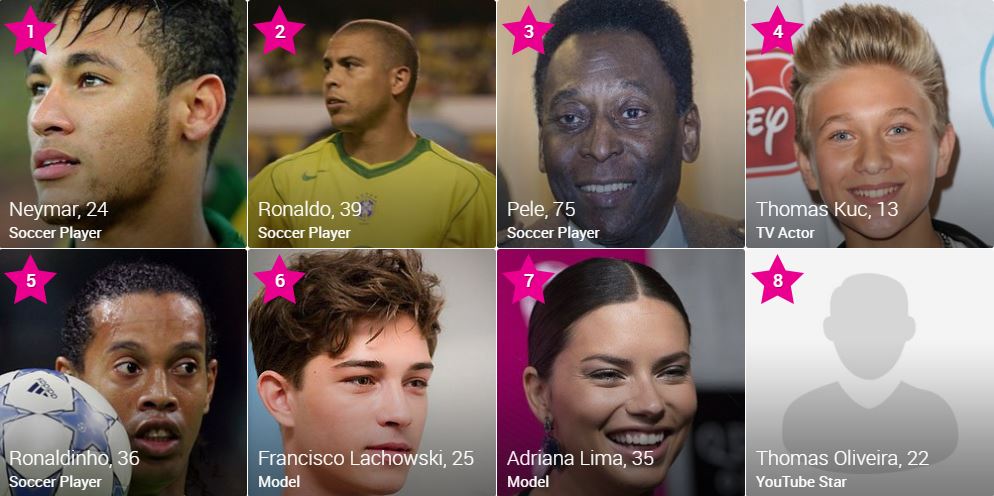 1
Neymar, 24
Soccer Player
2
Ronaldo, 39
Soccer Player
3
Pele, 75
Soccer Player
4
EY
Thomas Kuc, 13
TV Actor
5
adidas
Ronaldinho, 36
Soccer Player
6
Francisco Lachowski, 25
Model
7
Adriana Lima, 35
Model
8
Thomas Oliveira, 22
YouTube Star